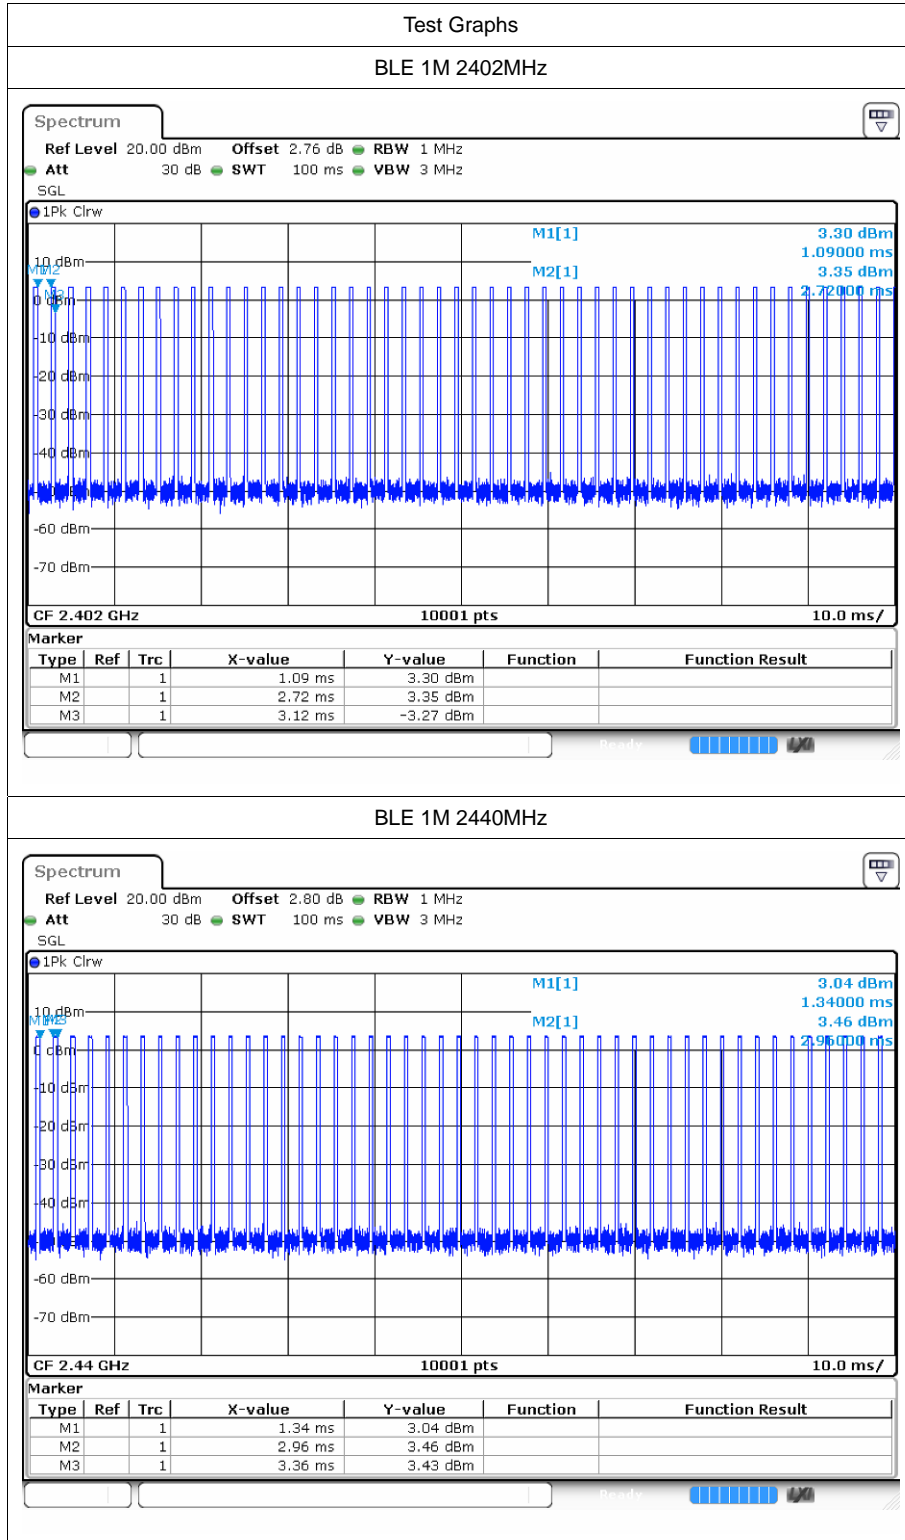 Test Graphs
BLE 1M 2402MHz
Spectrum
Ref Level 20.00 dBm Offset 2.76 dB RBW 1 MHz
Att 30 dB SWT 100 ms VBW 3 MHz
SGL
1Pk Clrw
M1[1] 3.30 dBm
1.09000 ms
M2[1] 3.35 dBm
2.72000 ms
10 dBm
M2
0 dBm
-10 dBm
-20 dBm
-30 dBm
-40 dBm
-60 dBm
-70 dBm
CF 2.402 GHz 10001 pts 10.0 ms/
Marker
Type Ref Trc X-value Y-value Function Function Result
M1 1 1.09 ms 3.30 dBm
M2 1 2.72 ms 3.35 dBm
M3 1 3.12 ms -3.27 dBm
Ready
LXI
BLE 1M 2440MHz
Spectrum
Ref Level 20.00 dBm Offset 2.80 dB RBW 1 MHz
Att 30 dB SWT 100 ms VBW 3 MHz
SGL
1Pk Clrw
M1[1] 3.04 dBm
1.34000 ms
M2[1] 3.46 dBm
2.96000 ms
10 dBm
0 dBm
-10 dBm
-20 dBm
-30 dBm
-40 dBm
-60 dBm
-70 dBm
CF 2.44 GHz 10001 pts 10.0 ms/
Marker
Type Ref Trc X-value Y-value Function Function Result
M1 1 1.34 ms 3.04 dBm
M2 1 2.96 ms 3.46 dBm
M3 1 3.36 ms 3.43 dBm
Ready
LXI